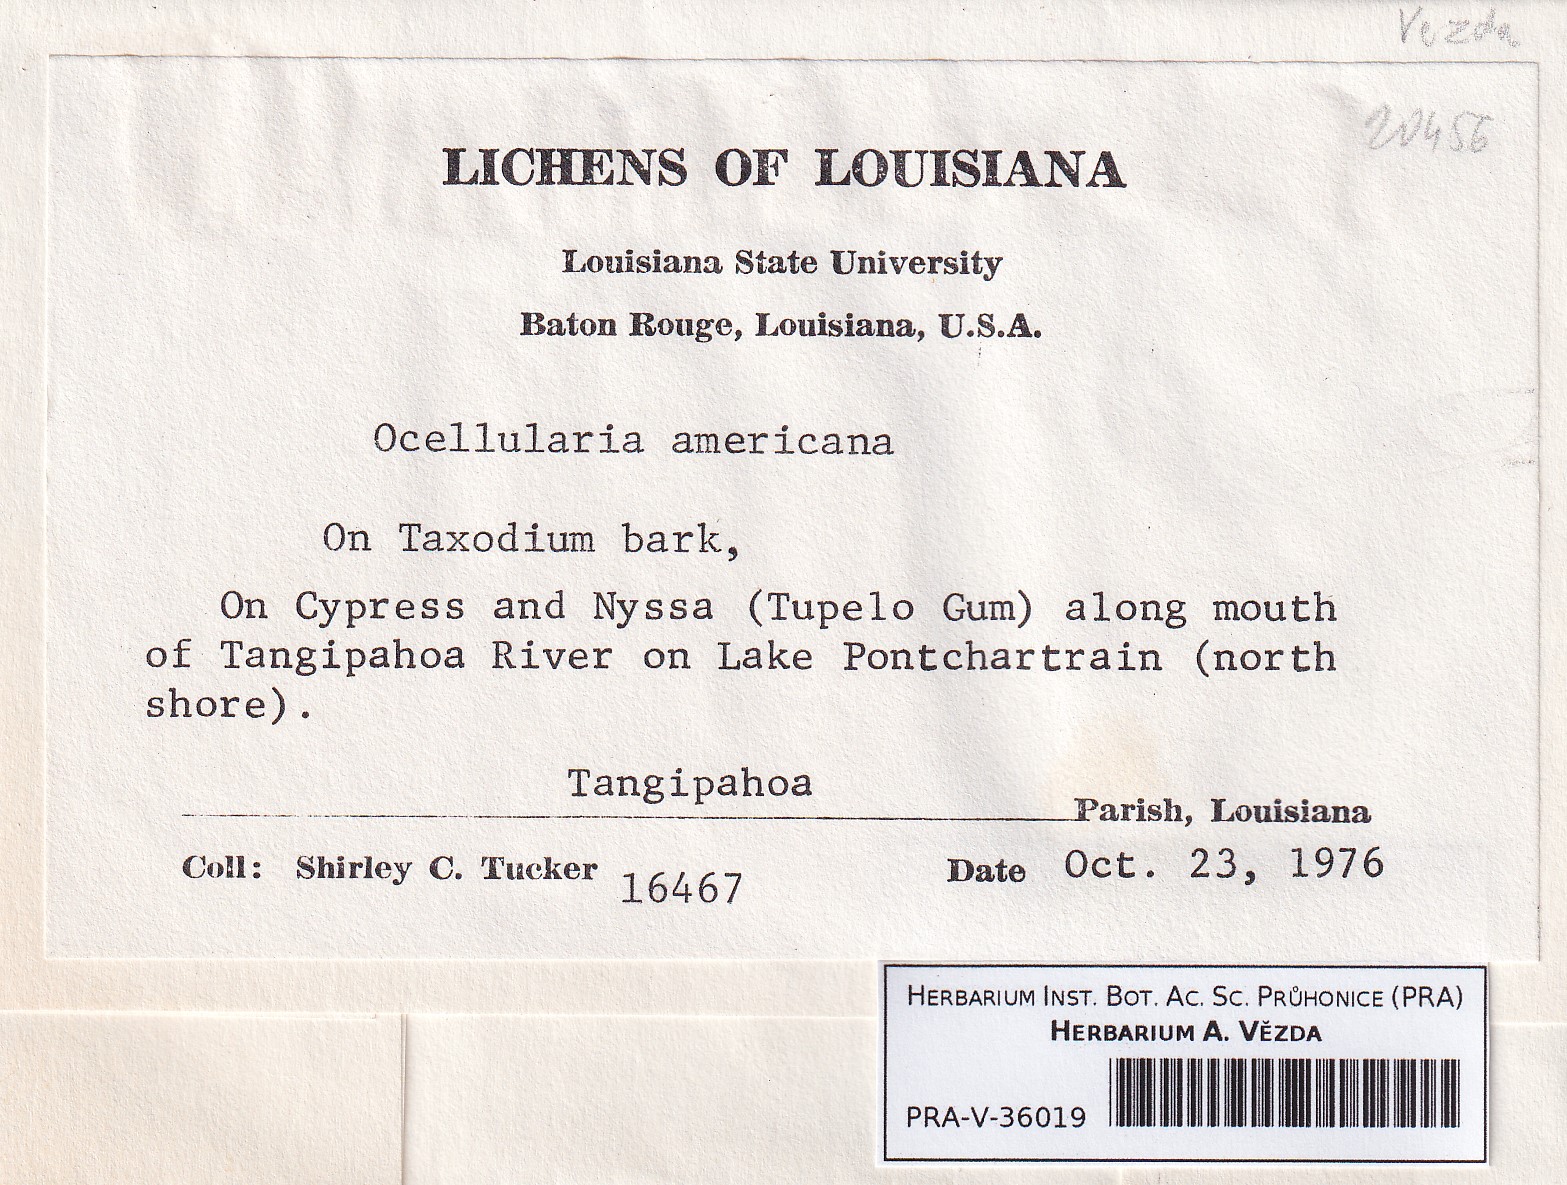 Vezda
20456
LICHENS OF LOUISIANA
Louisiana State University
Baton Rouge, Louisiana, U.S.A.
Ocellularia americana
On Taxodium bark,
On Cypress and Nyssa (Tupelo Gum) along mouth
of Tangipahoa River on Lake Pontchartrain (north
shore).
Tangipahoa Parish, Louisiana
Coll: Shirley C. Tucker 16467 Date Oct. 23, 1976
HERBARIUM INST. BOT. AC. SC. PRŮHONICE (PRA)
HERBARIUM A. VĚZDA
PRA-V-36019